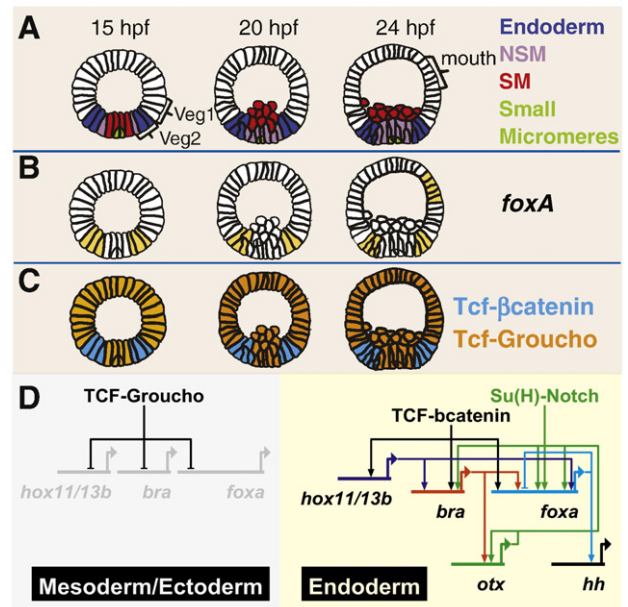 A
15 hpf
20 hpf
24 hpf
mouth
Veg1
Veg2
Endoderm
NSM
SM
Small
Micromeres
B
foxA
C
Tcf-βcatenin
Tcf-Groucho
D
TCF-Groucho
hox11/13b
bra
foxa
Mesoderm/Ectoderm
Su(H)-Notch
TCF-bcatenin
hox11/13b
bra
foxa
otx
hh
Endoderm